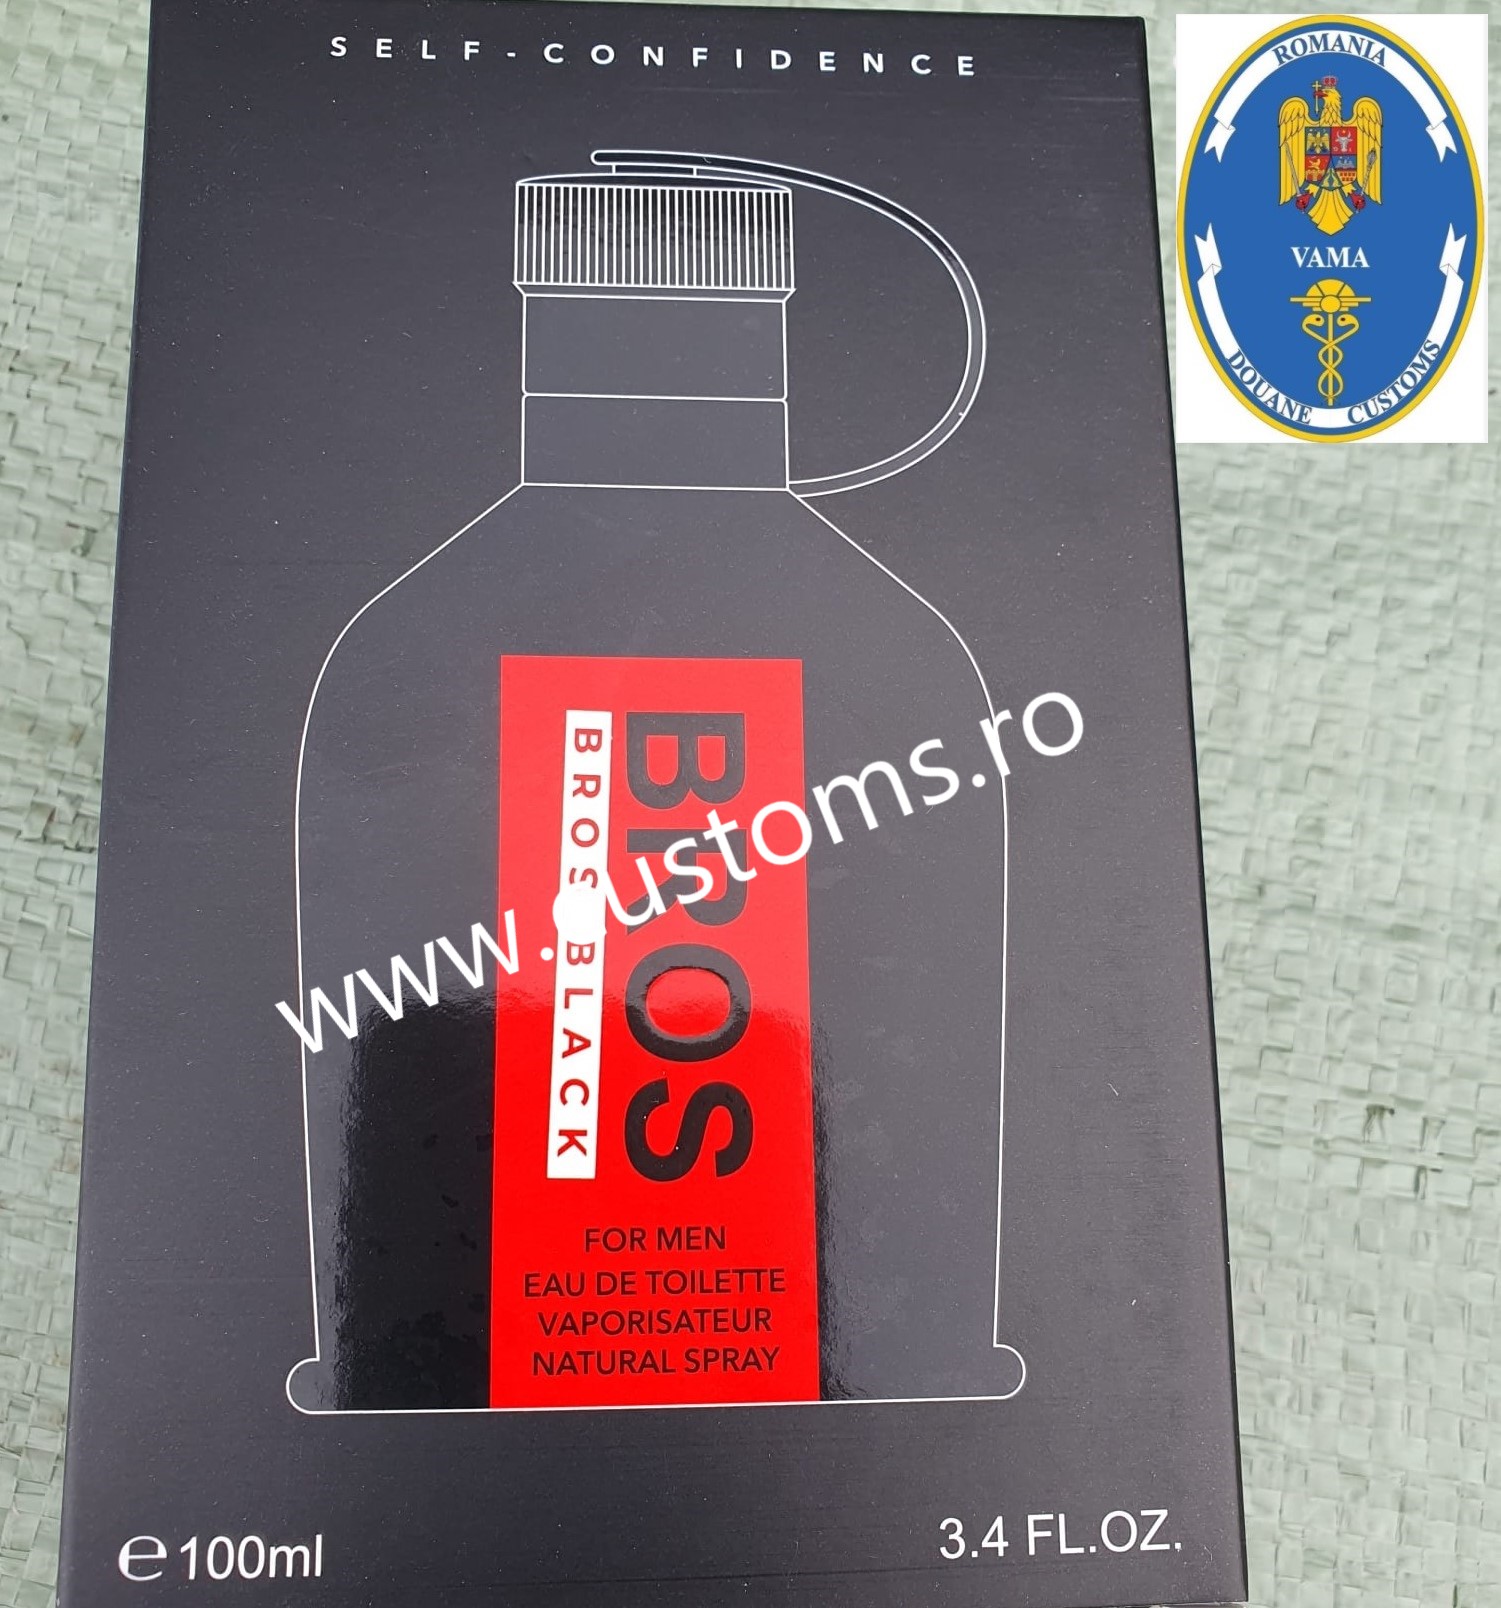 SELF-CONFIDENCE
ROMANIA
VAMA
DOUANE CUSTOMS
BROS
BROS BLACK
www.customs.ro
FOR MEN
EAU DE TOILETTE
VAPORISATEUR
NATURAL SPRAY
℮100ml
3.4 FL.OZ.